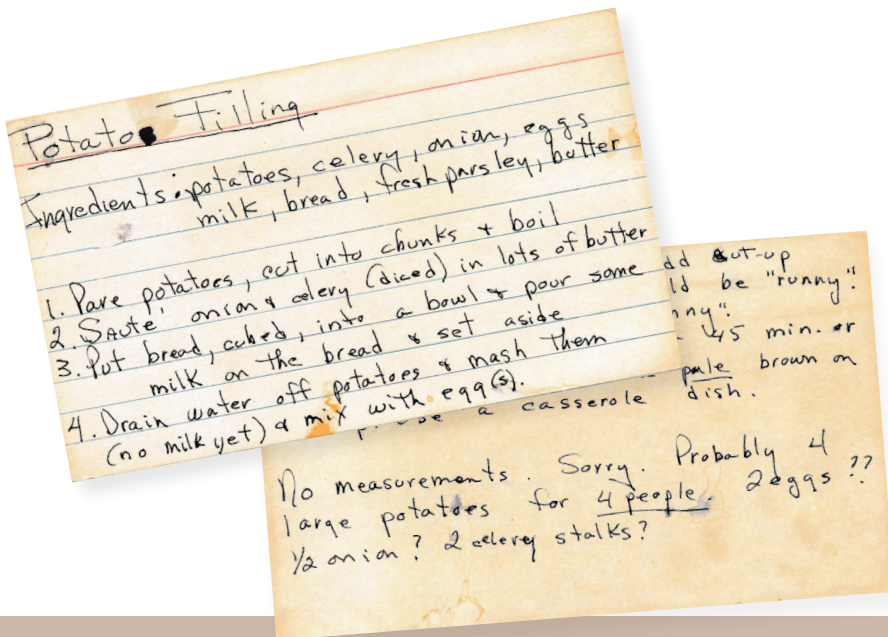 Potato Filling
Ingredients: potatoes, celery, onion, eggs
milk, bread, fresh parsley, butter
1. Pare potatoes, cut into chunks & boil
2. Sauté onion & celery (diced) in lots of butter
3. Put bread, cubed, into a bowl & pour some
milk on the bread & set aside
4. Drain water off potatoes & mash them
(no milk yet) & mix with egg(s).
cut-up
be "runny".
45 min. or
pale brown on
a casserole dish.
No measurements. Sorry. Probably 4
large potatoes for 4 people. 2 eggs??
1/2 onion? 2 celery stalks?